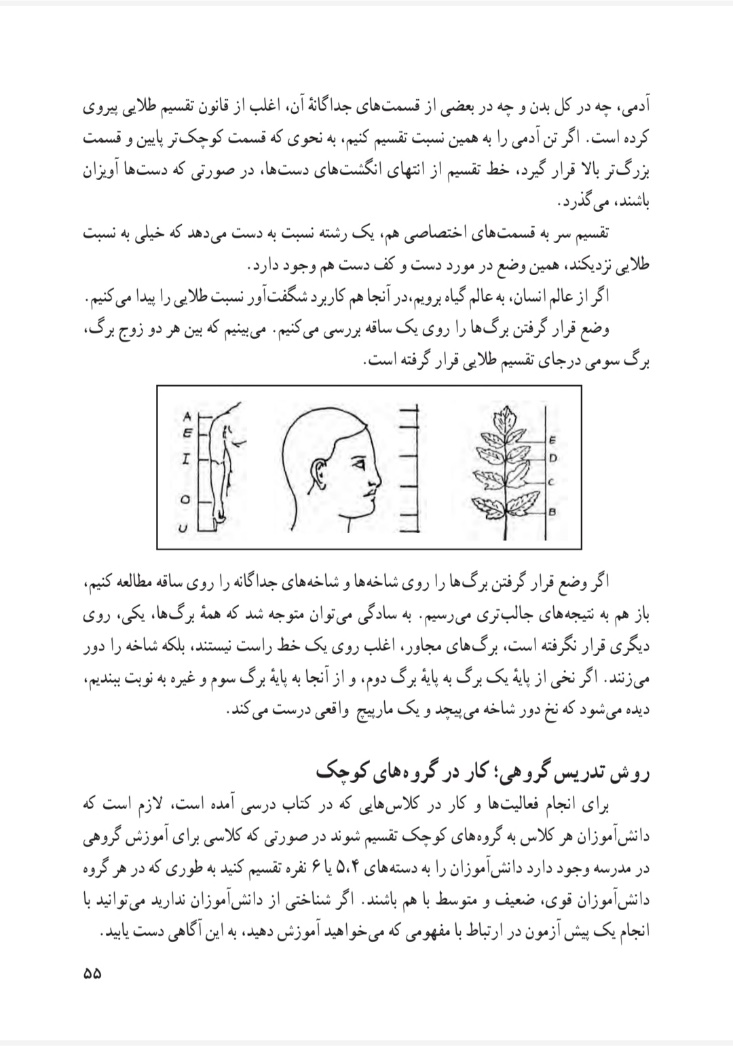 آدمی، چه در کل بدن و چه در بعضی از قسمت‌های جداگانۀ آن، اغلب از قانون تقسیم طلایی پیروی
کرده است. اگر تن آدمی را به همین نسبت تقسیم کنیم، به نحوی که قسمت کوچک‌تر پایین و قسمت
بزرگ‌تر بالا قرار گیرد، خط تقسیم از انتهای انگشت‌های دست‌ها، در صورتی که دست‌ها آویزان
باشند، می‌گذرد.
تقسیم سر به قسمت‌های اختصاصی هم، یک رشته نسبت به دست می‌دهد که خیلی به نسبت
طلایی نزدیکند، همین وضع در مورد دست و کف دست هم وجود دارد.
اگر از عالم انسان، به عالم گیاه برویم،در آنجا هم کاربرد شگفت‌آور نسبت طلایی را پیدا می‌کنیم.
وضع قرار گرفتن برگ‌ها را روی یک ساقه بررسی می‌کنیم. می‌بینیم که بین هر دو زوج برگ،
برگ سومی درجای تقسیم طلایی قرار گرفته است.
A
E
I
O
U
E
D
C
B
اگر وضع قرار گرفتن برگ‌ها را روی شاخه‌ها و شاخه‌های جداگانه را روی ساقه مطالعه کنیم،
باز هم به نتیجه‌های جالب‌تری می‌رسیم. به سادگی می‌توان متوجه شد که همۀ برگ‌ها، یکی، روی
دیگری قرار نگرفته است، برگ‌های مجاور، اغلب روی یک خط راست نیستند، بلکه شاخه را دور
می‌زنند. اگر نخی از پایۀ یک برگ به پایۀ برگ دوم، و از آنجا به پایۀ برگ سوم و غیره به نوبت ببندیم،
دیده می‌شود که نخ دور شاخه می‌پیچد و یک مارپیچ واقعی درست می‌کند.
روش تدریس گروهی؛ کار در گروه‌های کوچک
برای انجام فعالیت‌ها و کار در کلاس‌هایی که در کتاب درسی آمده است، لازم است که
دانش‌آموزان هر کلاس به گروه‌های کوچک تقسیم شوند در صورتی که کلاسی برای آموزش گروهی
در مدرسه وجود دارد دانش‌آموزان را به دسته‌های ۵،۴ یا ۶ نفره تقسیم کنید به طوری که در هر گروه
دانش‌آموزان قوی، ضعیف و متوسط با هم باشند. اگر شناختی از دانش‌آموزان ندارید می‌توانید با
انجام یک پیش آزمون در ارتباط با مفهومی که می‌خواهید آموزش دهید، به این آگاهی دست یابید.
۵۵